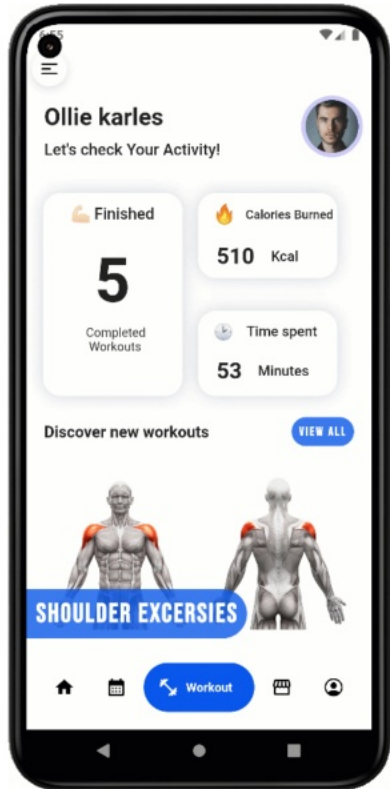 Ollie karles
Let's check Your Activity!
Finished
5
Completed
Workouts
Calories Burned
510 Kcal
Time spent
53 Minutes
Discover new workouts
VIEW ALL
SHOULDER EXCERSIES
Workout